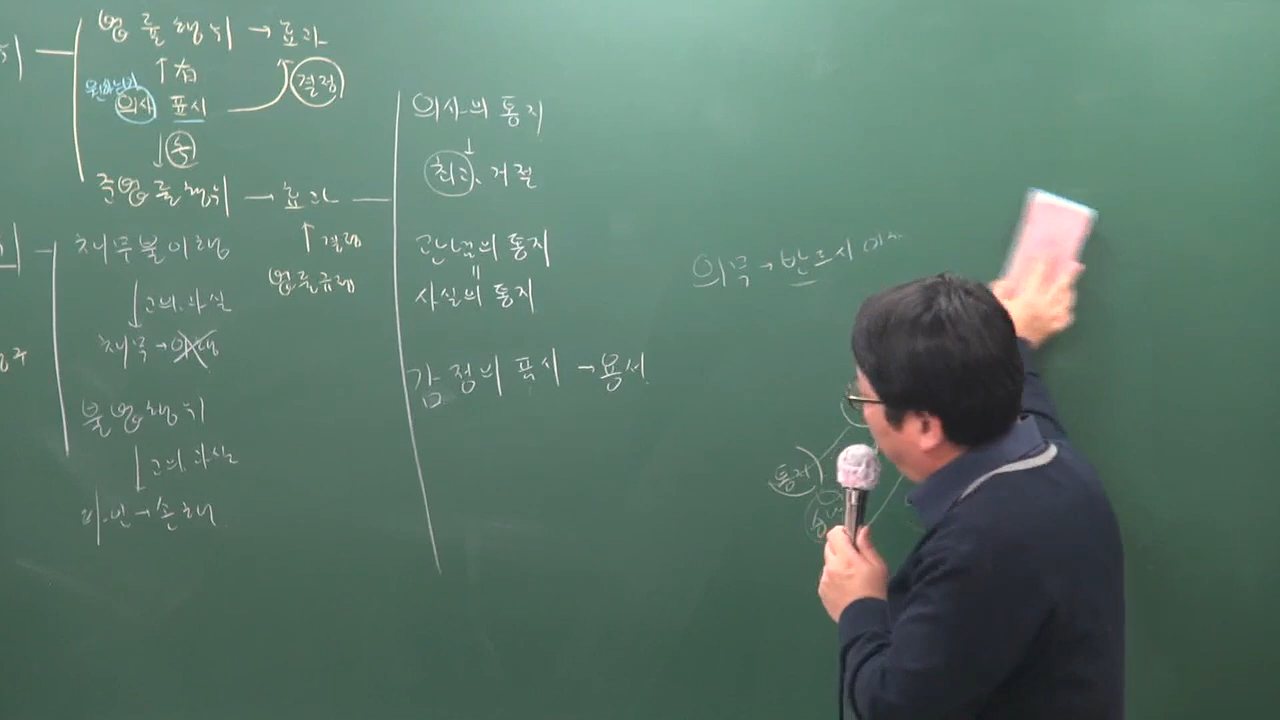 법률행위 → 효과
↑ 有
의사 표시
결정
준법률행위 → 효과
↑ 결정
법률규정
채무불이행
↓ 고의.과실
채무 → 이행
불법행위
↓ 고의.과실
→ 손해
의사의 통지
↓
최고. 거절
관념의 통지
"
사실의 통지
감정의 표시 → 용서
의무 → 반드시
통지